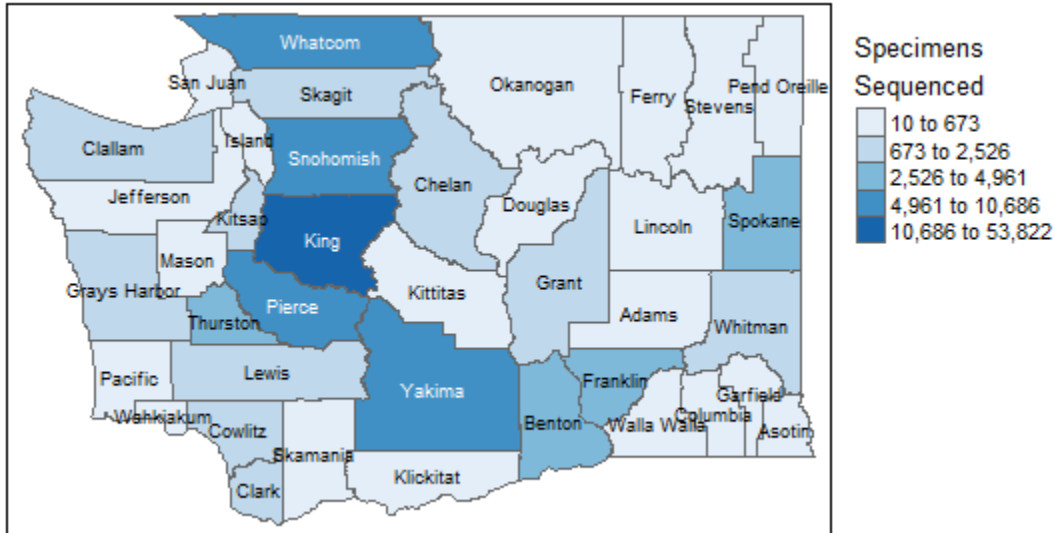 Whatcom
San Juan
Skagit
Okanogan
Ferry
Stevens
Pend Oreille
Clallam
Island
Snohomish
Chelan
Jefferson
Kitsap
Douglas
Lincoln
Spokane
King
Mason
Grays Harbor
Kittitas
Grant
Pierce
Thurston
Adams
Whitman
Pacific
Lewis
Yakima
Franklin
Garfield
Wahkiakum
Cowlitz
Benton
Walla Walla
Columbia
Asotin
Skamania
Klickitat
Clark
Specimens
Sequenced
10 to 673
673 to 2,526
2,526 to 4,961
4,961 to 10,686
10,686 to 53,822